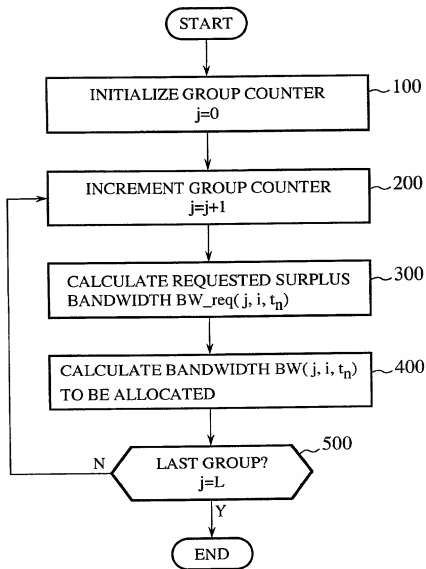 START
INITIALIZE GROUP COUNTER
j=0
100
INCREMENT GROUP COUNTER
j=j+1
200
CALCULATE REQUESTED SURPLUS
BANDWIDTH BW_req( j, i, tn)
300
CALCULATE BANDWIDTH BW( j, i, tn)
TO BE ALLOCATED
400
500
LAST GROUP?
j=L
N
Y
END